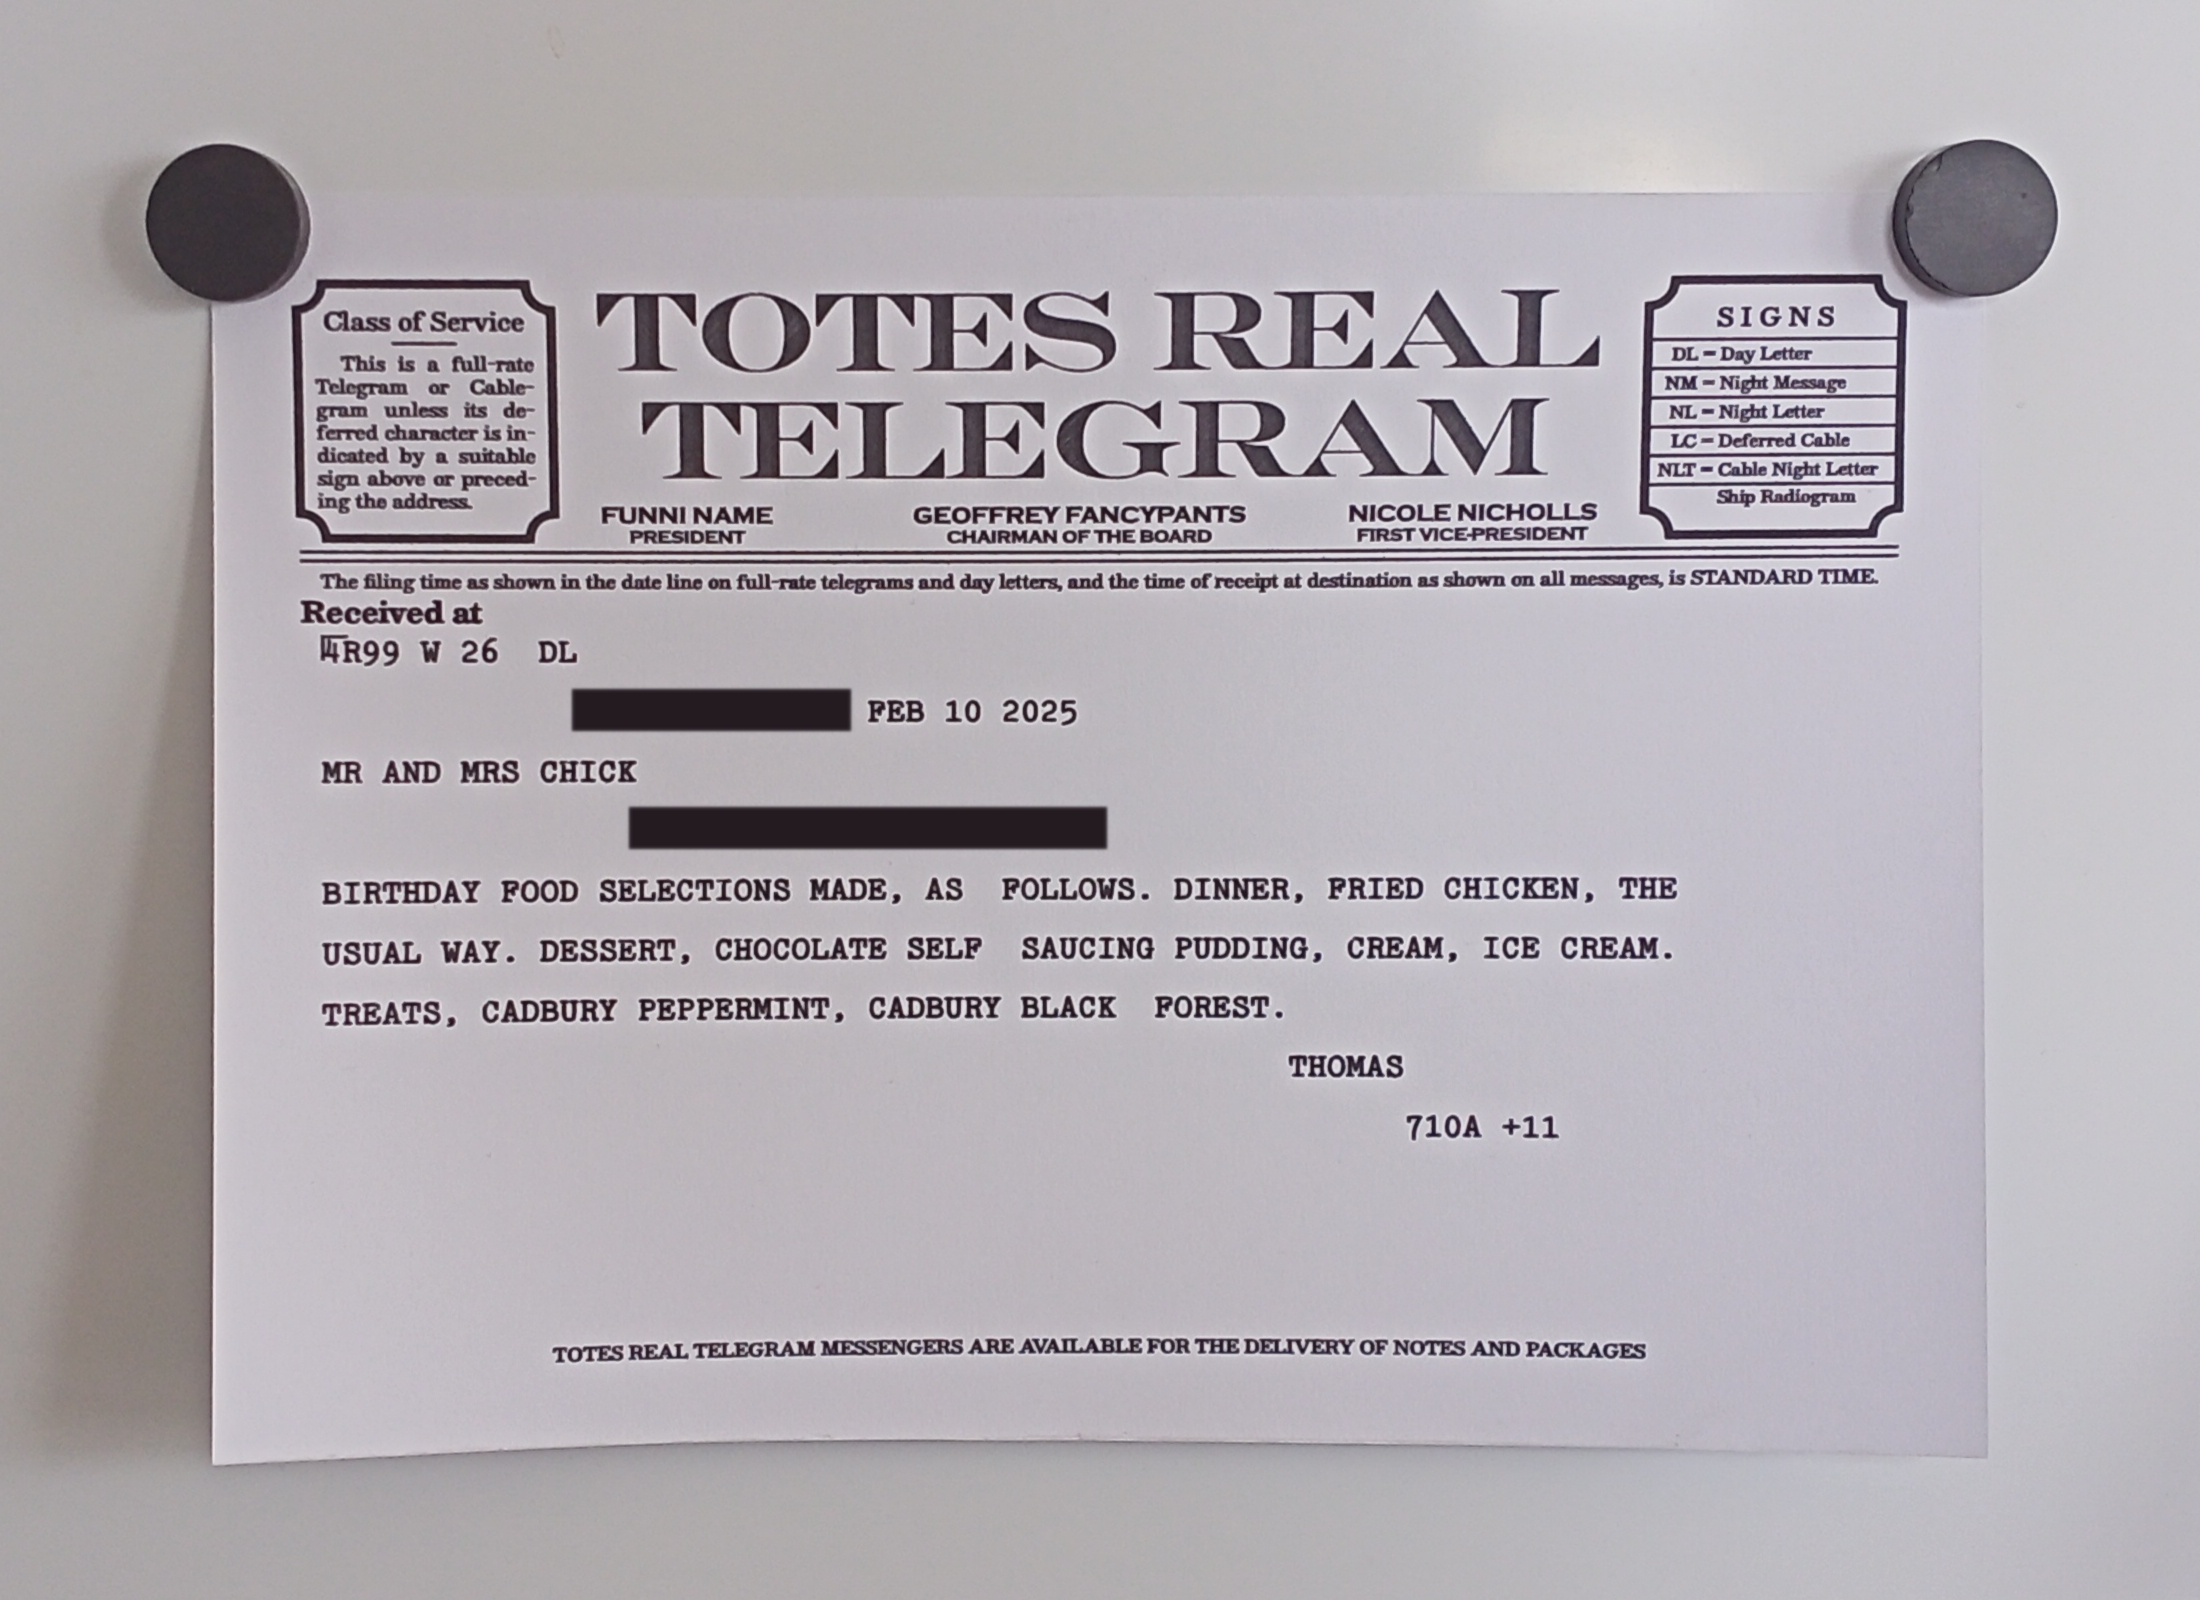 Class of Service
This is a full-rate
Telegram or Cable-
gram unless its de-
ferred character is in-
dicated by a suitable
sign above or preced-
ing the address.
TOTES REAL
TELEGRAM
FUNNI NAME
PRESIDENT
GEOFFREY FANCYPANTS
CHAIRMAN OF THE BOARD
NICOLE NICHOLLS
FIRST VICE-PRESIDENT
SIGNS
DL = Day Letter
NM = Night Message
NL = Night Letter
LC = Deferred Cable
NLT = Cable Night Letter
Ship Radiogram
The filing time as shown in the date line on full-rate telegrams and day letters, and the time of receipt at destination as shown on all messages, is STANDARD TIME.
Received at
4R99 W 26 DL
FEB 10 2025
MR AND MRS CHICK
BIRTHDAY FOOD SELECTIONS MADE, AS FOLLOWS. DINNER, FRIED CHICKEN, THE
USUAL WAY. DESSERT, CHOCOLATE SELF SAUCING PUDDING, CREAM, ICE CREAM.
TREATS, CADBURY PEPPERMINT, CADBURY BLACK FOREST.
THOMAS
710A +11
TOTES REAL TELEGRAM MESSENGERS ARE AVAILABLE FOR THE DELIVERY OF NOTES AND PACKAGES